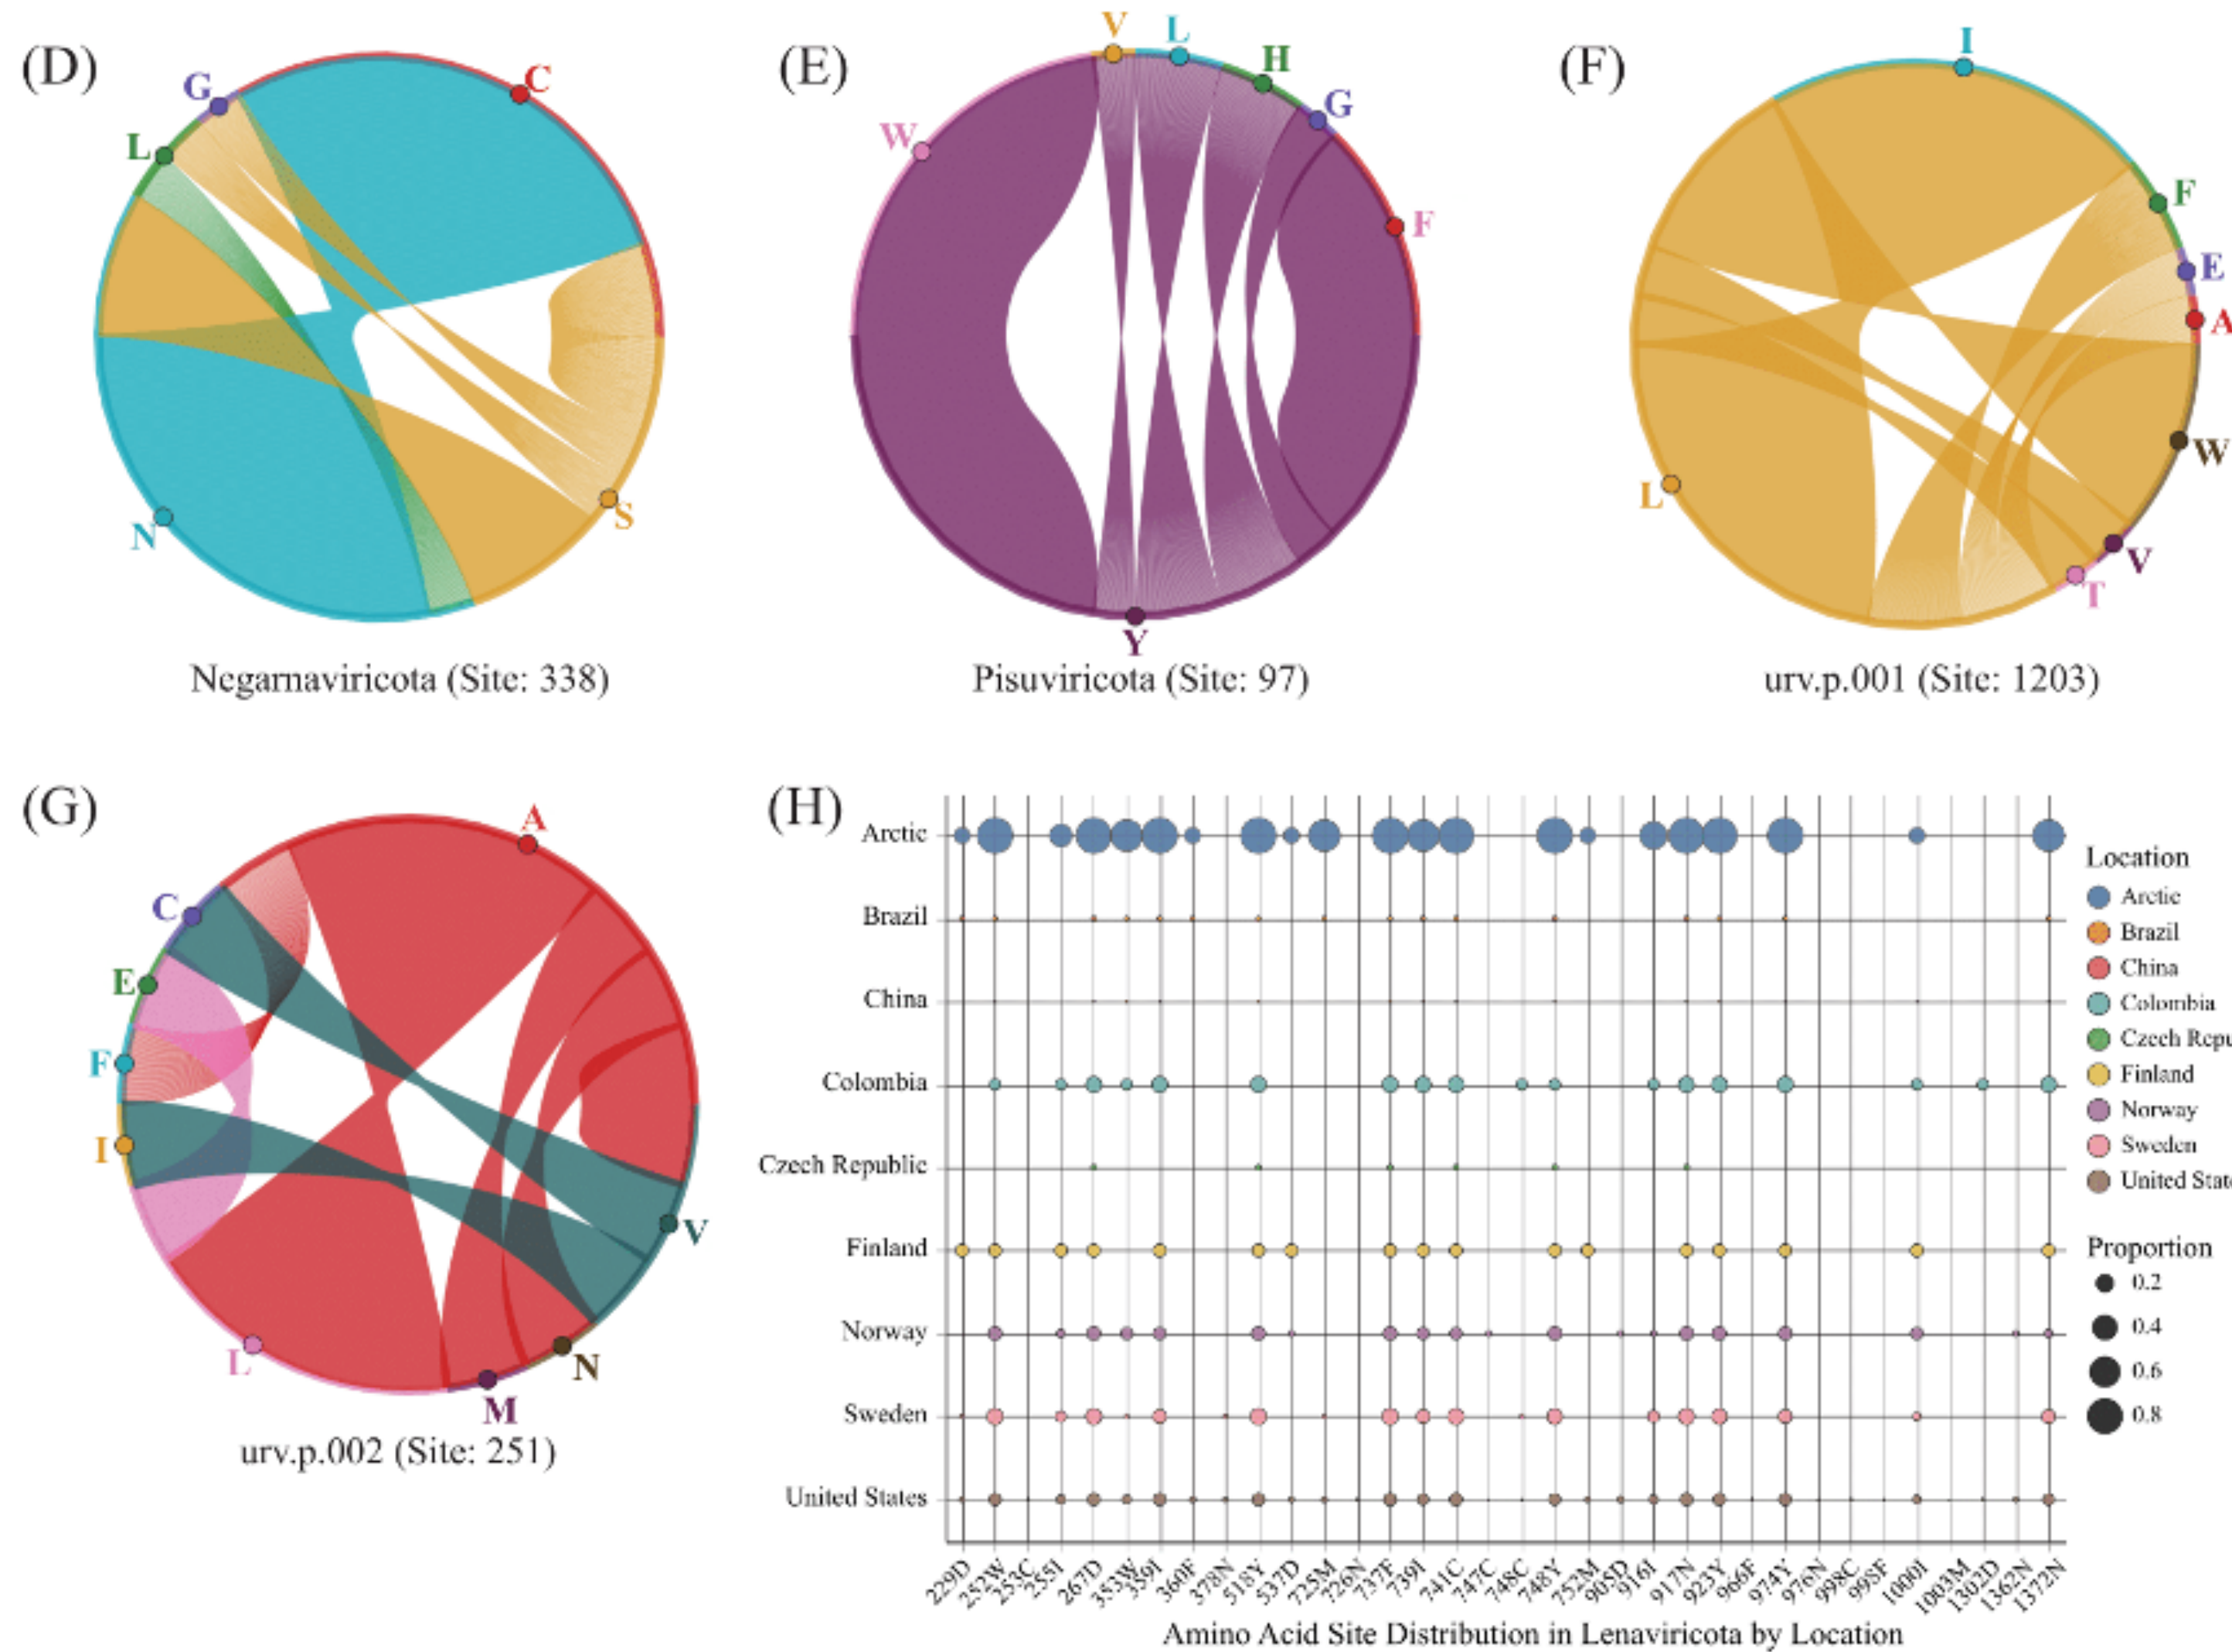 (D)
G
C
L
N
S
Negarnaviricota (Site: 338)
(E)
V
L
H
G
W
F
Y
Pisuviricota (Site: 97)
(F)
I
F
E
A
W
L
V
T
urv.p.001 (Site: 1203)
(G)
A
C
E
F
I
V
L
N
M
urv.p.002 (Site: 251)
(H)
Arctic
Brazil
China
Colombia
Czech Republic
Finland
Norway
Sweden
United States
229D
252W
253C
255I
267D
353W
359I
360F
378N
518Y
537D
725M
726N
737F
739I
741C
747C
748C
748Y
752M
905D
916I
917N
923Y
966F
974Y
976N
998C
1000I
1003M
1302D
1362N
1372N
Amino Acid Site Distribution in Lenaviricota by Location
Location
Arctic
Brazil
China
Colombia
Czech Repu
Finland
Norway
Sweden
United State
Proportion
0.2
0.4
0.6
0.8